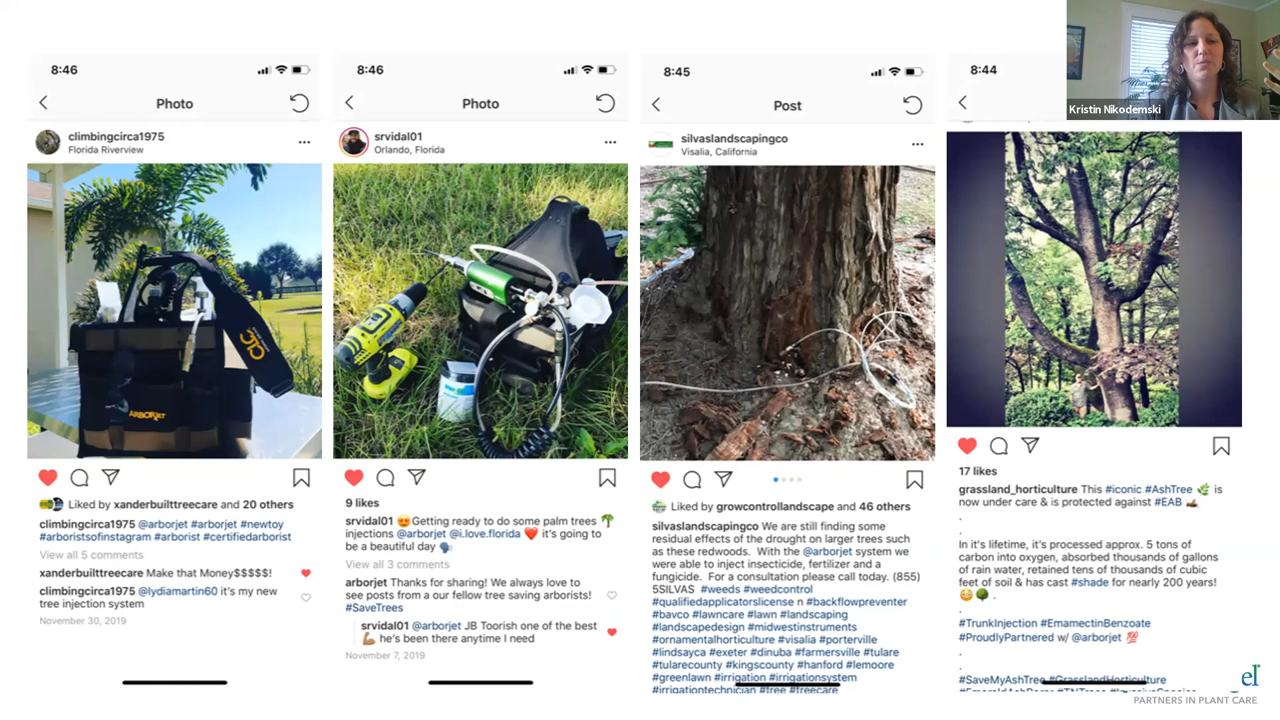 8:46
Photo
climbingcirca1975
Florida Riverview
CLC
ARBORJET
Liked by xanderbuilttreecare and 20 others
climbingcirca1975 @arborjet #arborjet #newtoy
#arboristsofinstagram #arborist #certifiedarborist
View all 5 comments
xanderbuilttreecare Make that Money$$$$$!
climbingcirca1975 @lydiamartin60 it's my new
tree injection system
November 30, 2019
8:46
Photo
srvidal01
Orlando, Florida
9 likes
srvidal01 😍Getting ready to do some palm trees 🌴
injections @arborjet @i.love.florida ❤️ it's going to
be a beautiful day 🗣️
View all 3 comments
arborjet Thanks for sharing! We always love to
see posts from a our fellow tree saving arborists!
#SaveTrees
srvidal01 @arborjet JB Toorish one of the best
💪🏽 he's been there anytime I need
November 7, 2019
8:45
Post
silvaslandscapingco
Visalia, California
Liked by growcontrollandscape and 46 others
silvaslandscapingco We are still finding some
residual effects of the drought on larger trees such
as these redwoods. With the @arborjet system we
were able to inject insecticide, fertilizer and a
fungicide. For a consultation please call today. (855)
5SILVAS #weeds #weedcontrol
#qualifiedapplicatorslicense n #backflowpreventer
#bavco #lawncare #lawn #landscaping
#landscapedesign #midwestinstruments
#ornamentalhorticulture #visalia #porterville
#lindsayca #exeter #dinuba #farmersville #tulare
#tularecounty #kingscounty #hanford #lemoore
#greenlawn #irrigation #irrigationsystem
#irrigationtechnician #tree #treecare
8:44
17 likes
grassland_horticulture This #iconic #AshTree 🌿 is
now under care & is protected against #EAB 🐜.
.
In it's lifetime, it's processed approx. 5 tons of
carbon into oxygen, absorbed thousands of gallons
of rain water, retained tens of thousands of cubic
feet of soil & has cast #shade for nearly 200 years!
😳🌳 .
.
#TrunkInjection #EmamectinBenzoate
#ProudlyPartnered w/ @arborjet 💯
.
.
#SaveMyAshTree #GrasslandHorticulture
#EmeraldAshBorer #TNTrees #InvasiveSpecies
Kristin Nikodemski
el
PARTNERS IN PLANT CARE